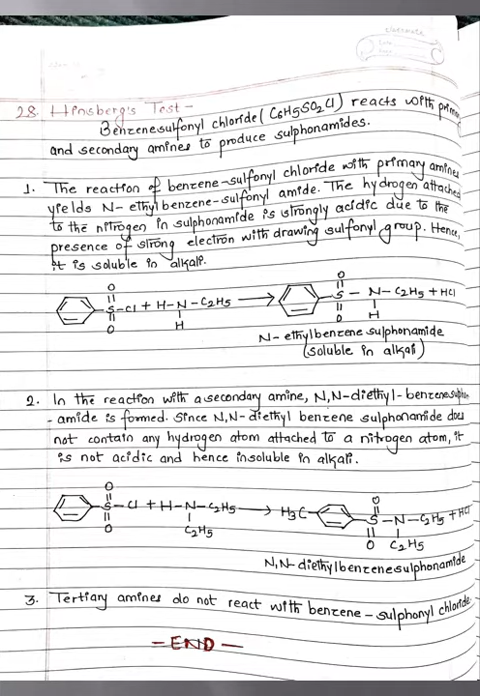 classmate
Date
Page
28. Hinsberg's Test -
Benzenesulfonyl chloride (C6H5SO2Cl) reacts with primary
and secondary amines to produce sulphonamides.
1. The reaction of benzene-sulfonyl chloride with primary amines
yields N- ethylbenzene-sulfonyl amide. The hydrogen attached
to the nitrogen in sulphonamide is strongly acidic due to the
presence of strong electron with drawing sulfonyl group. Hence,
it is soluble in alkali.
O O
S-Cl + H-N-C2H5 → S-N-C2H5 + HCl
O H O H
N- ethylbenzene sulphonamide
(soluble in alkali)
2. In the reaction with a secondary amine, N,N-diethyl-benzenesulphon
-amide is formed. Since N,N-diethyl benzene sulphonamide does
not contain any hydrogen atom attached to a nitrogen atom, it
is not acidic and hence insoluble in alkali.
O O
S-Cl + H-N-C2H5 → H3C- S-N-C2H5 + HCl
O C2H5 O C2H5
N,N-diethylbenzenesulphonamide
3. Tertiary amines do not react with benzene-sulphonyl chloride.
- END -